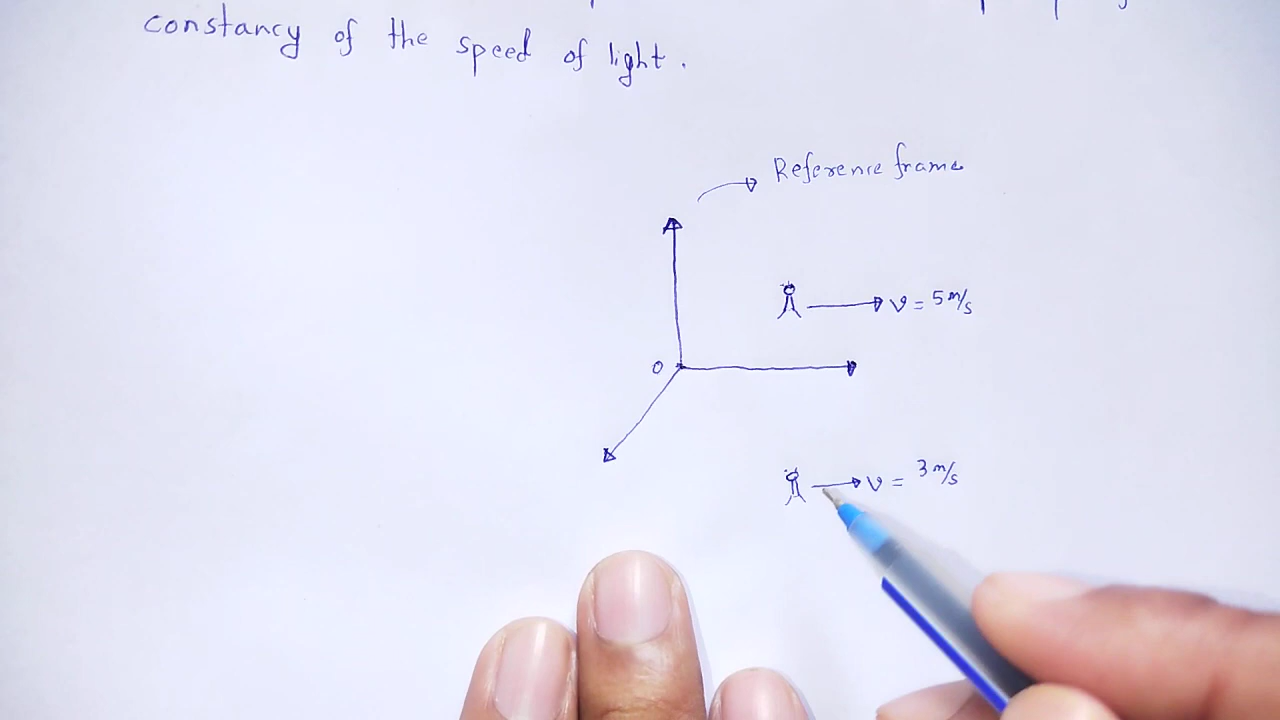 constancy of the speed of light.
Reference frame
v = 5 m/s
O
v = 3 m/s